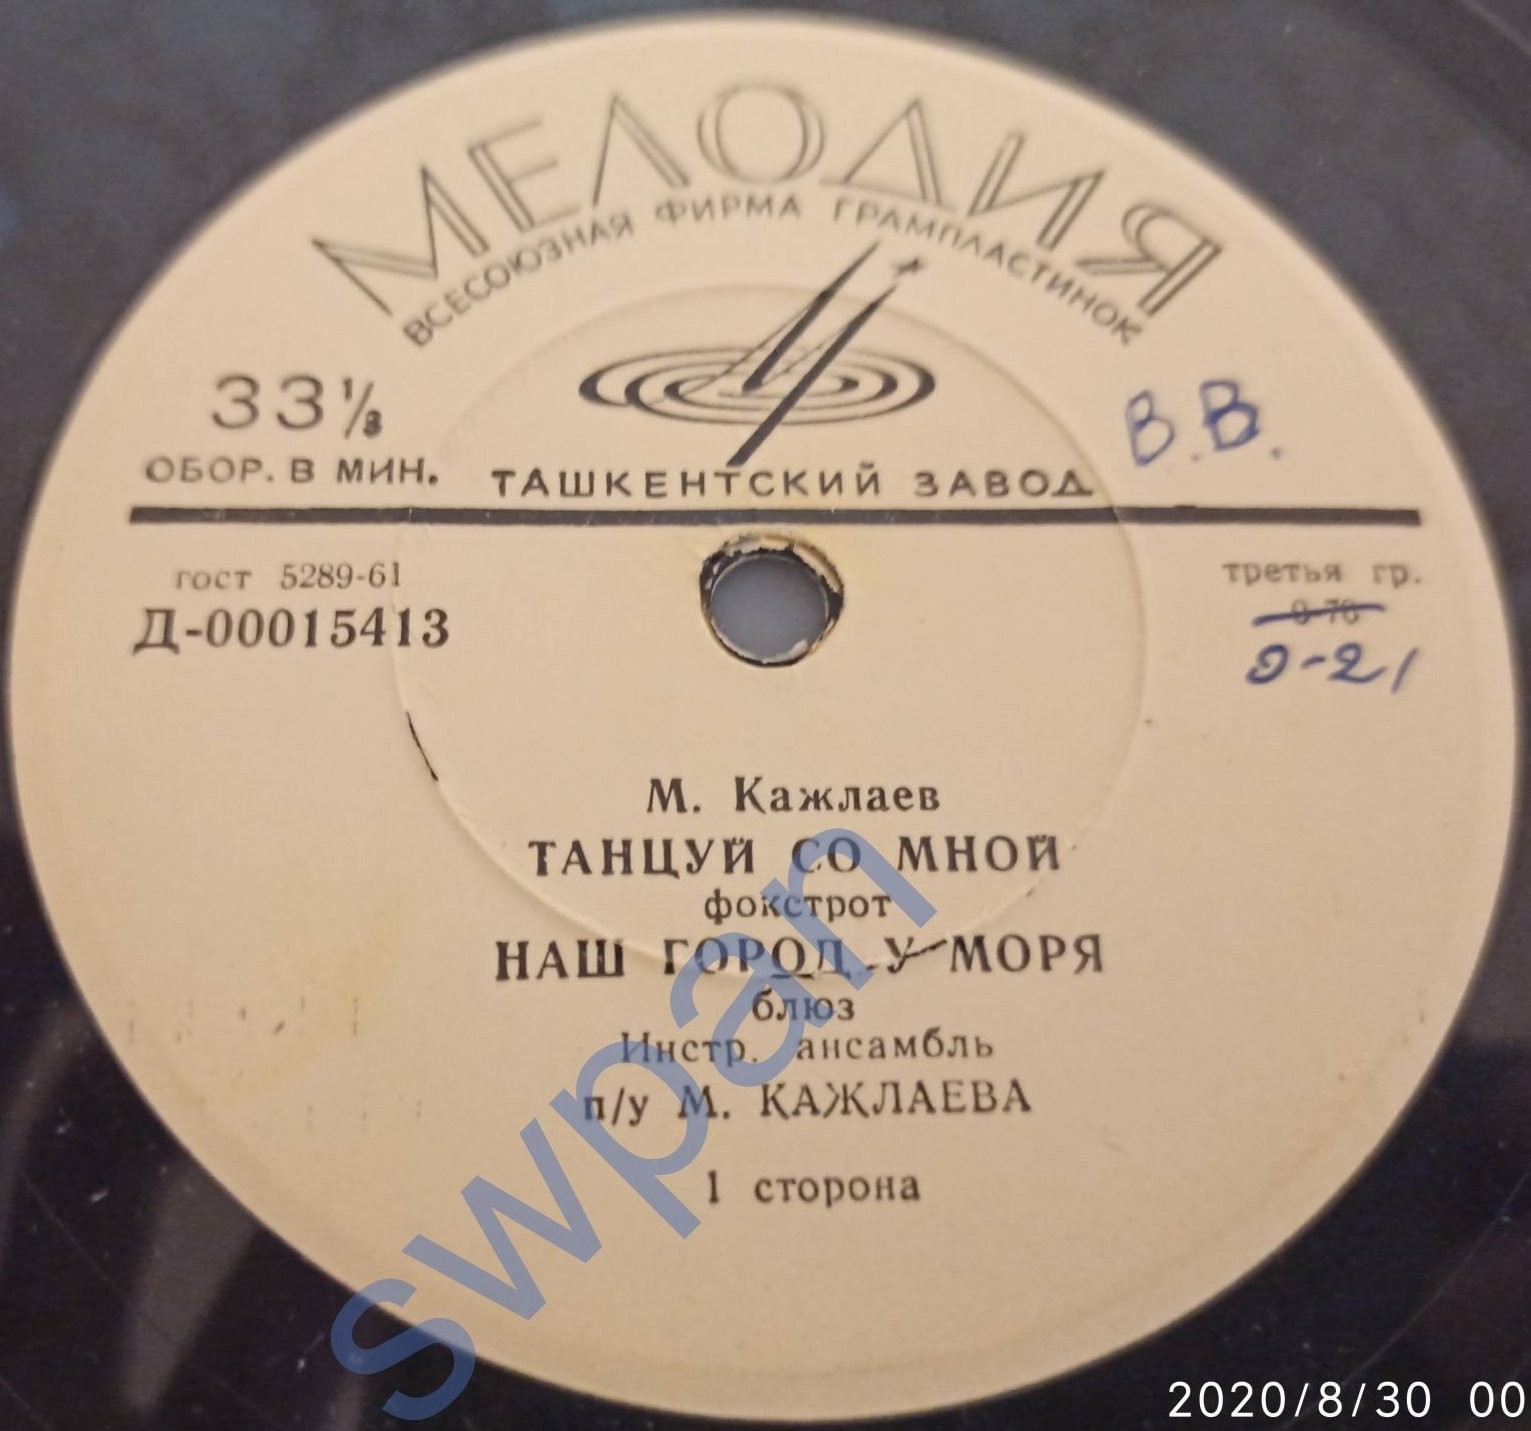 МЕЛОДИЯ
ВСЕСОЮЗНАЯ ФИРМА ГРАМПЛАСТИНОК
33⅓
ОБОР. В МИН.
ТАШКЕНТСКИЙ ЗАВОД
В.В.
гост 5289-61
Д-00015413
третья гр.
0-70
0-21
М. Кажлаев
ТАНЦУЙ СО МНОЙ
фокстрот
НАШ ГОРОД У МОРЯ
блюз
Инстр. ансамбль
п/у М. КАЖЛАЕВА
1 сторона
swpan
2020/8/30 00